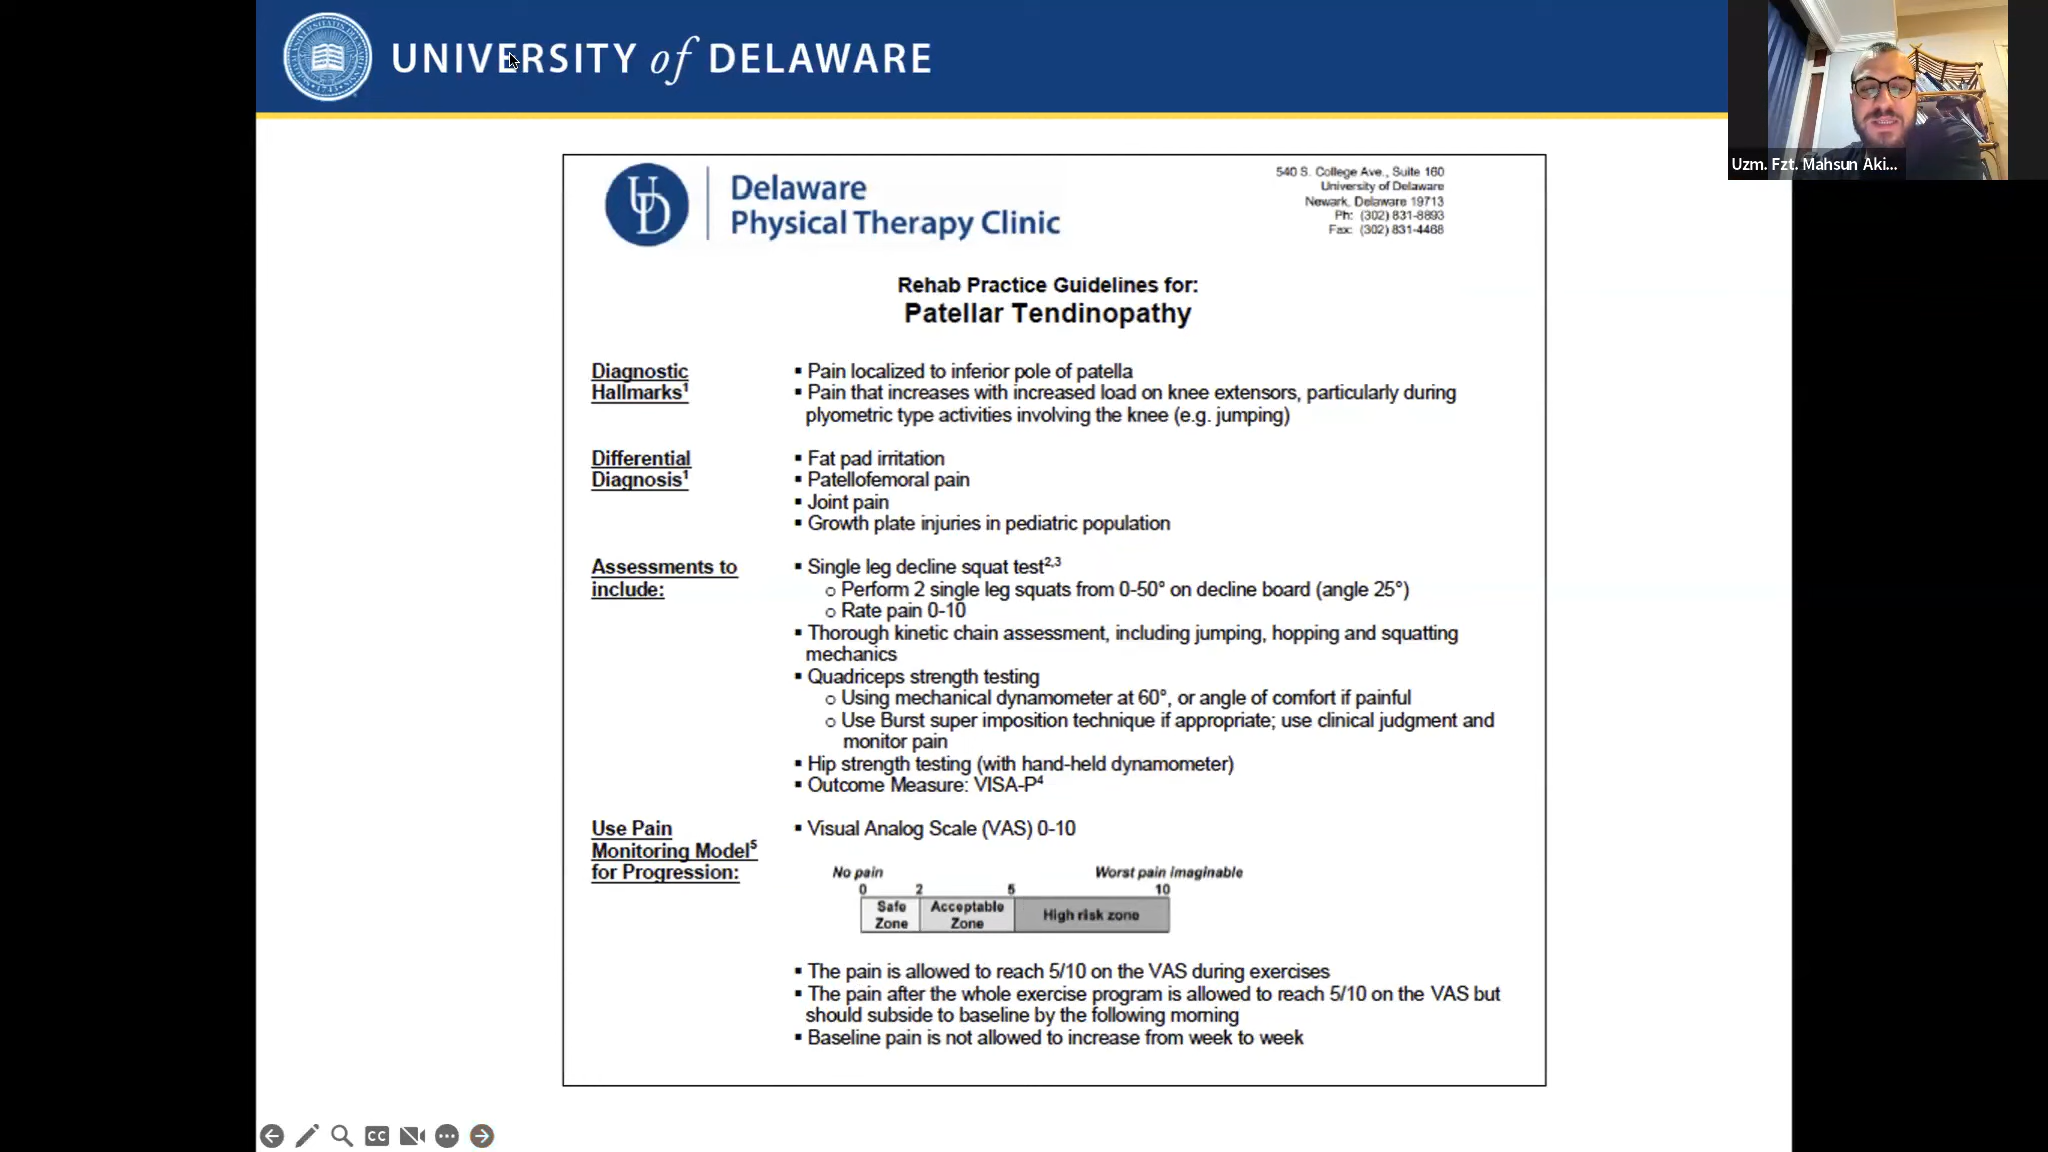 UNIVERSITY of DELAWARE
Uzm. Fzt. Mahsun Aki...
UD
Delaware
Physical Therapy Clinic
540 S. College Ave., Suite 160
University of Delaware
Newark, Delaware 19713
Ph: (302) 831-8893
Fax: (302) 831-4468
Rehab Practice Guidelines for:
Patellar Tendinopathy
Diagnostic
Hallmarks¹
▪ Pain localized to inferior pole of patella
▪ Pain that increases with increased load on knee extensors, particularly during
plyometric type activities involving the knee (e.g. jumping)
Differential
Diagnosis¹
▪ Fat pad irritation
▪ Patellofemoral pain
▪ Joint pain
▪ Growth plate injuries in pediatric population
Assessments to
include:
▪ Single leg decline squat test²,³
o Perform 2 single leg squats from 0-50° on decline board (angle 25°)
o Rate pain 0-10
▪ Thorough kinetic chain assessment, including jumping, hopping and squatting
mechanics
▪ Quadriceps strength testing
o Using mechanical dynamometer at 60°, or angle of comfort if painful
o Use Burst super imposition technique if appropriate; use clinical judgment and
monitor pain
▪ Hip strength testing (with hand-held dynamometer)
▪ Outcome Measure: VISA-P⁴
Use Pain
Monitoring Model⁵
for Progression:
▪ Visual Analog Scale (VAS) 0-10
No pain Worst pain imaginable
0 2 5 10
Safe
Zone
Acceptable
Zone
High risk zone
▪ The pain is allowed to reach 5/10 on the VAS during exercises
▪ The pain after the whole exercise program is allowed to reach 5/10 on the VAS but
should subside to baseline by the following morning
▪ Baseline pain is not allowed to increase from week to week
CC